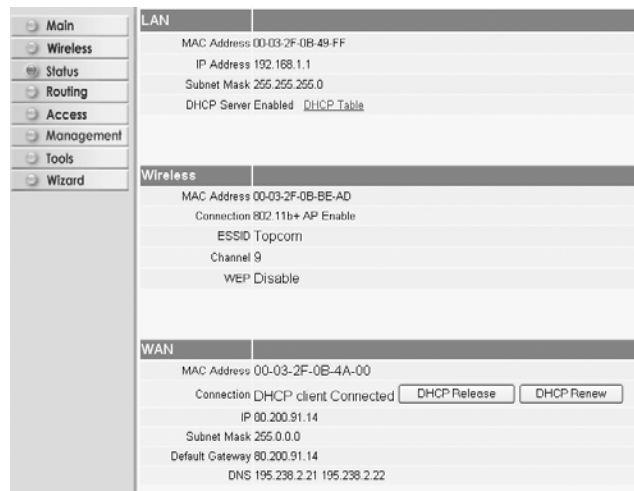 Main
Wireless
Status
Routing
Access
Management
Tools
Wizard
LAN
MAC Address 00-03-2F-0B-49-FF
IP Address 192.168.1.1
Subnet Mask 255.255.255.0
DHCP Server Enabled DHCP Table
Wireless
MAC Address 00-03-2F-0B-BE-AD
Connection 802.11b+ AP Enable
ESSID Topcom
Channel 9
WEP Disable
WAN
MAC Address 00-03-2F-0B-4A-00
Connection DHCP client Connected DHCP Release DHCP Renew
IP 80.200.91.14
Subnet Mask 255.0.0.0
Default Gateway 80.200.91.14
DNS 195.238.2.21 195.238.2.22